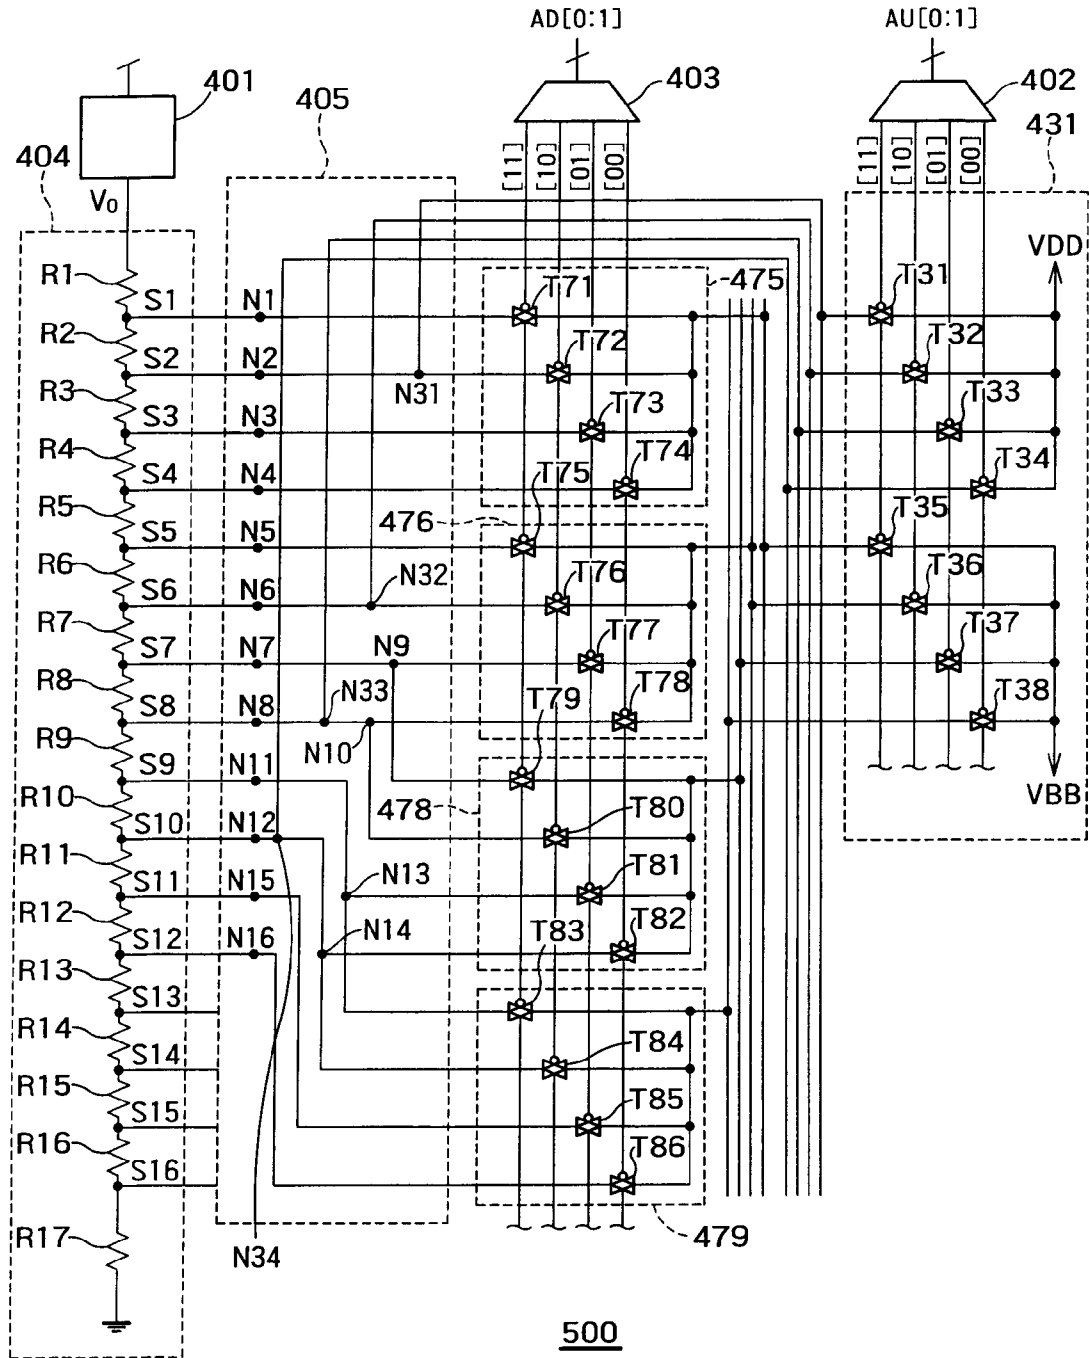 AD[0:1] AU[0:1]
401 403 402
405 431
404
[11] [10] [01] [00] [11] [10] [01] [00]
V0
VDD
R1 S1 N1 T71 475 T31
R2 S2 N2 N31 T72 T32
R3 S3 N3 T73 T33
R4 S4 N4 T74 T34
R5 S5 N5 T75 T35
476
R6 S6 N6 N32 T76 T36
R7 S7 N7 N9 T77 T37
R8 S8 N8 N33 N10 T78 T38
R9 S9 N11 T79
VBB
R10 S10 N12 478 T80
R11 S11 N15 N13 T81
R12 S12 N16 N14 T82
R13 S13 T83
R14 S14 T84
R15 S15 T85
R16 S16 T86
R17 N34 479
500